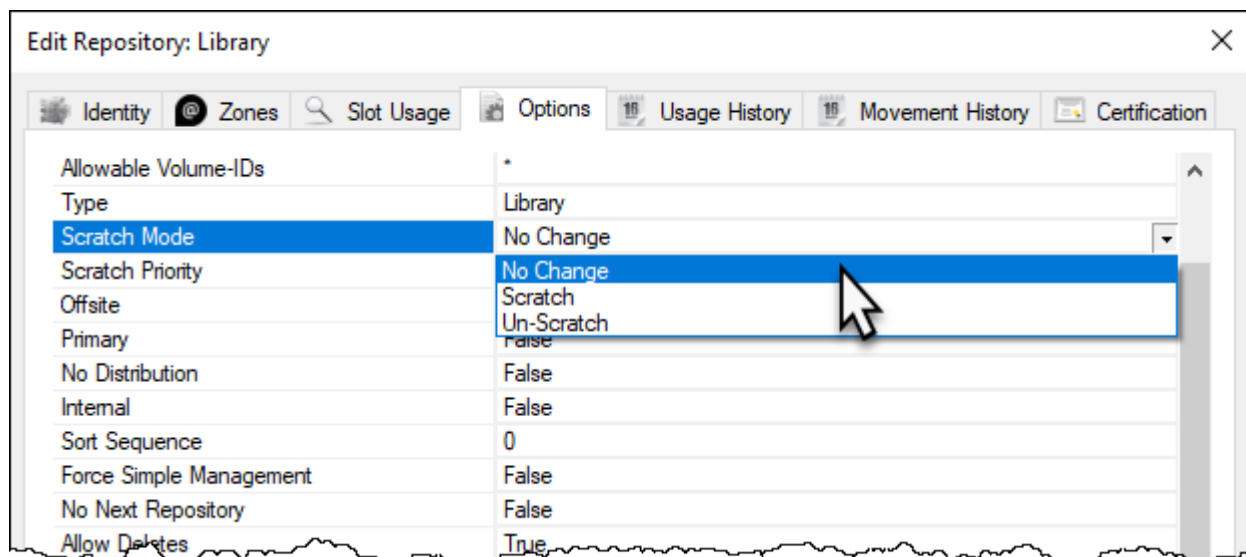 Edit Repository: Library
Identity Zones Slot Usage Options Usage History Movement History Certification
Allowable Volume-IDs *
Type Library
Scratch Mode No Change
Scratch Priority No Change
Scratch
Offsite
Un-Scratch
Primary False
No Distribution False
Internal False
Sort Sequence 0
Force Simple Management False
No Next Repository False
Allow Deletes True